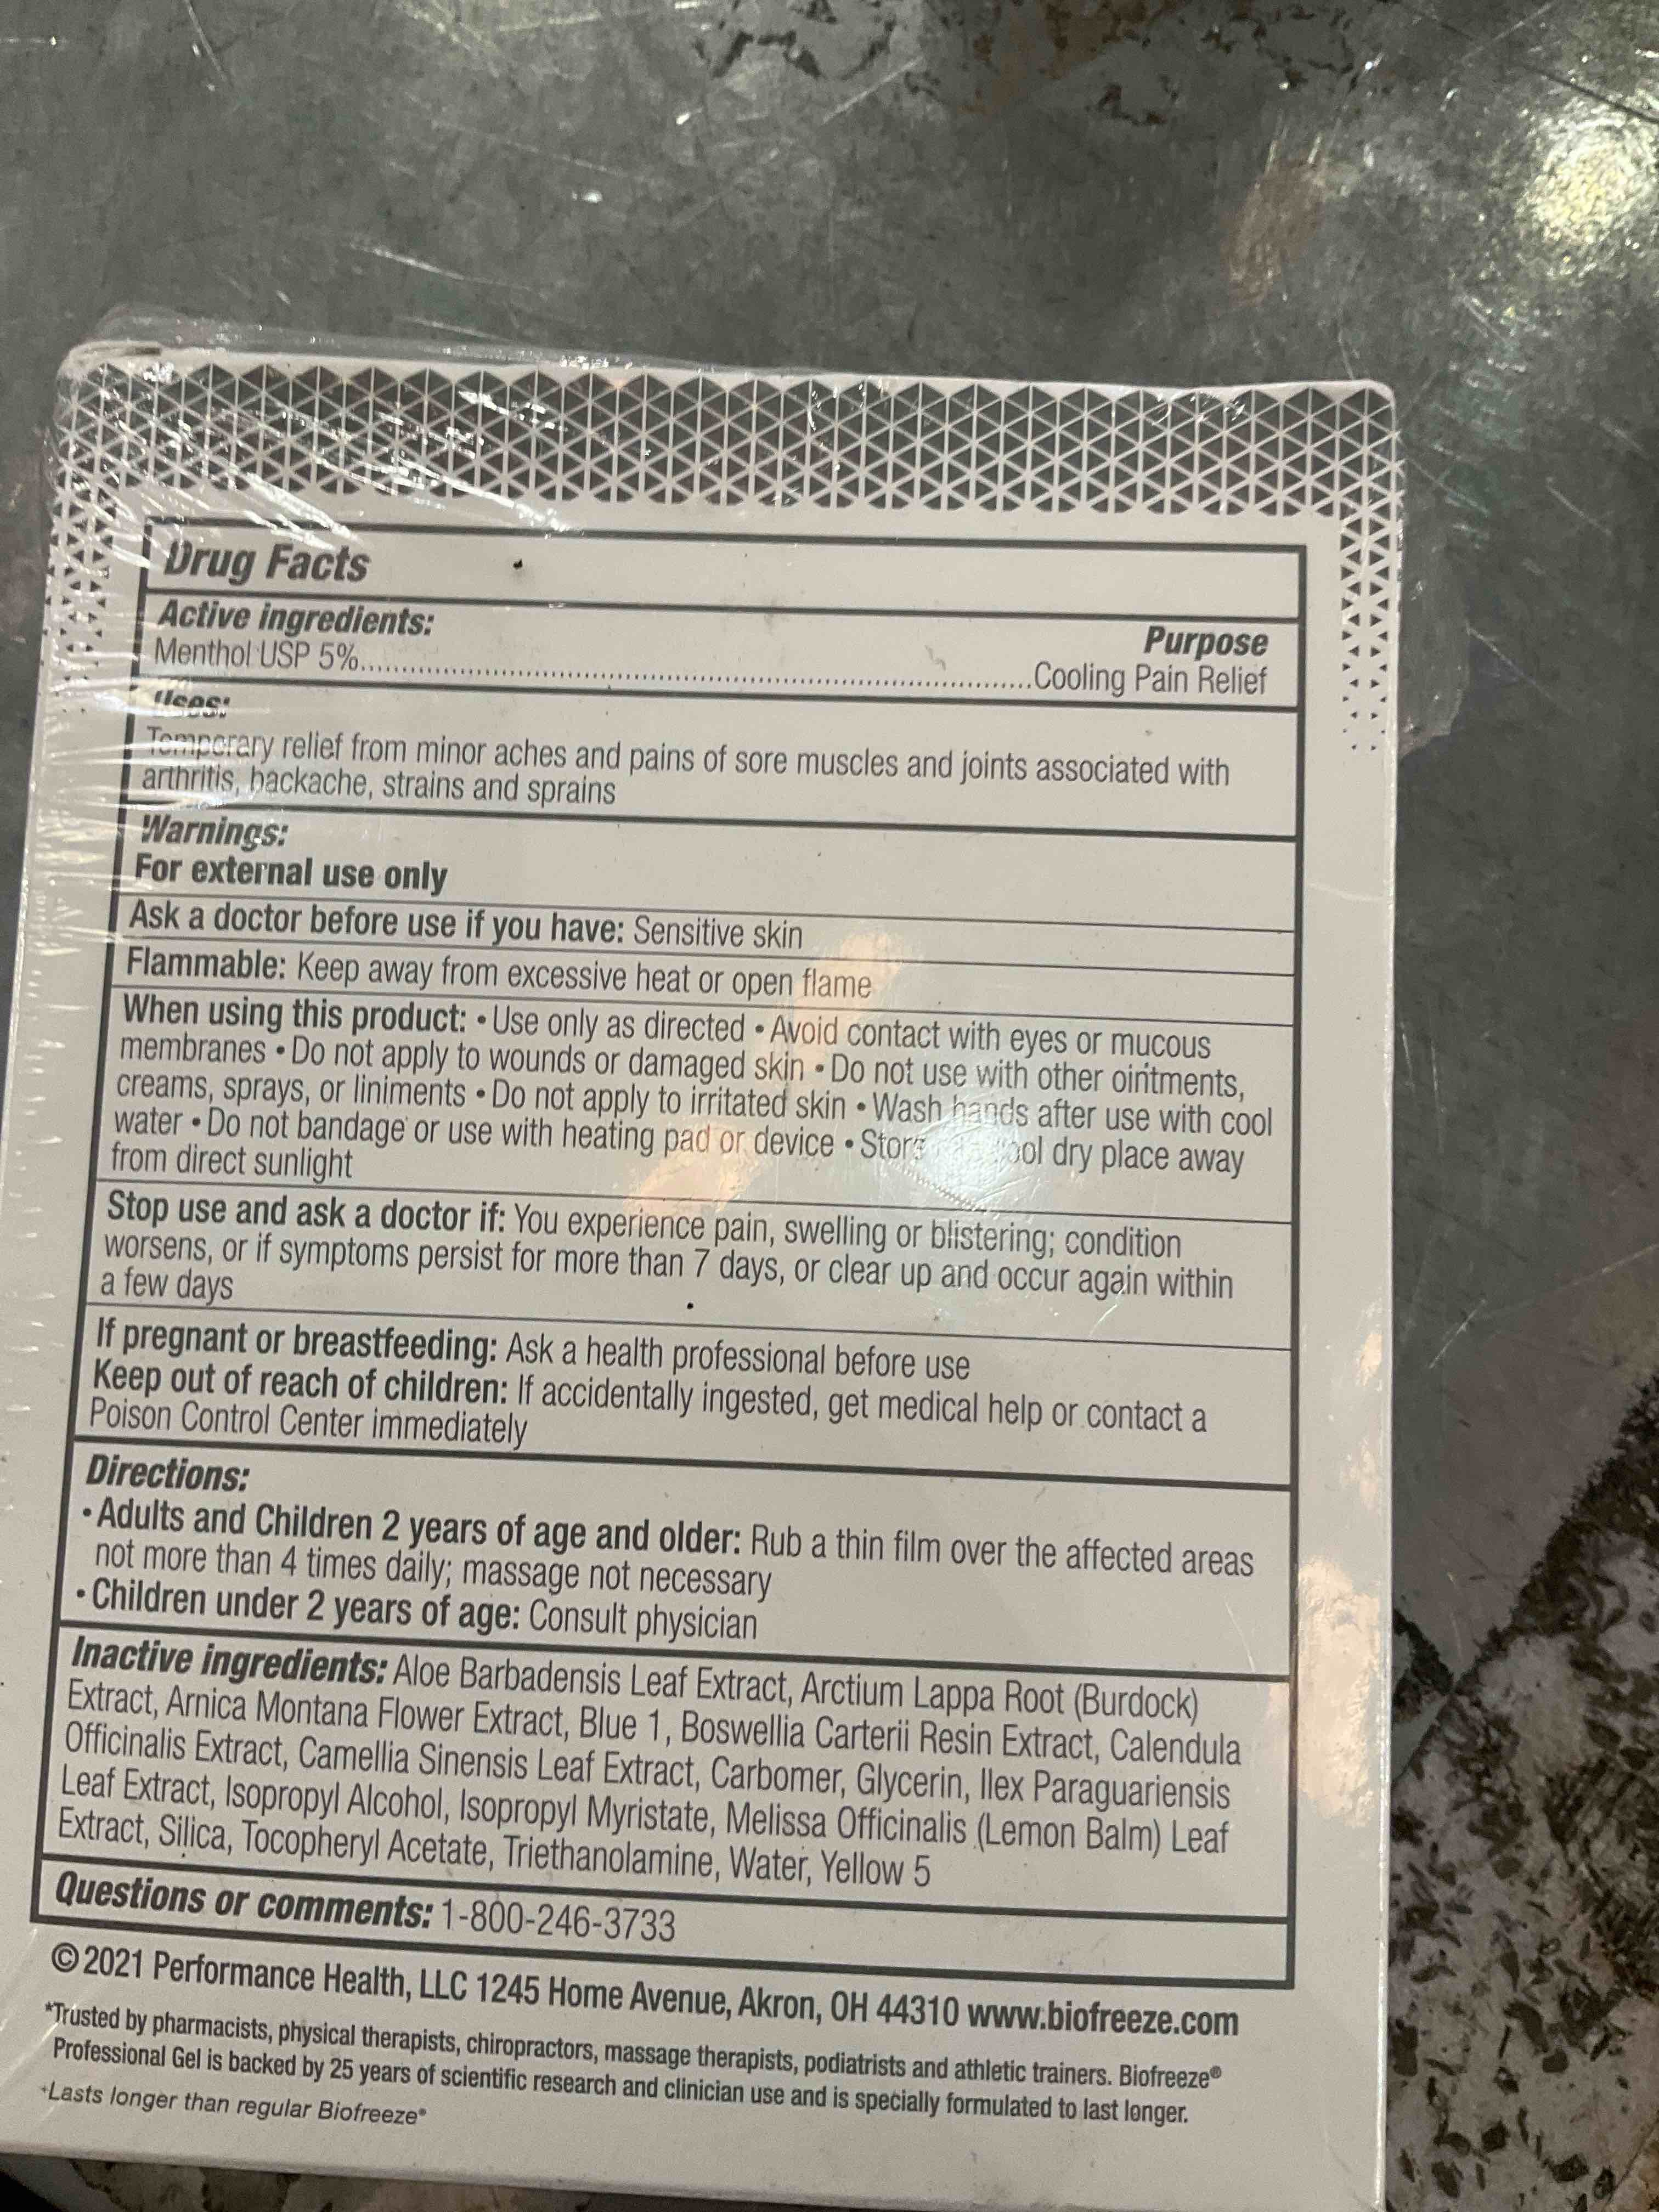 Drug Facts
Active ingredients:
Purpose
Menthol USP 5%......................................................................................Cooling Pain Relief
Uses:
Temporary relief from minor aches and pains of sore muscles and joints associated with
arthritis, backache, strains and sprains
Warnings:
For external use only
Ask a doctor before use if you have: Sensitive skin
Flammable: Keep away from excessive heat or open flame
When using this product: • Use only as directed • Avoid contact with eyes or mucous
membranes • Do not apply to wounds or damaged skin • Do not use with other ointments,
creams, sprays, or liniments • Do not apply to irritated skin • Wash hands after use with cool
water • Do not bandage or use with heating pad or device • Store cool dry place away
from direct sunlight
Stop use and ask a doctor if: You experience pain, swelling or blistering; condition
worsens, or if symptoms persist for more than 7 days, or clear up and occur again within
a few days
If pregnant or breastfeeding: Ask a health professional before use
Keep out of reach of children: If accidentally ingested, get medical help or contact a
Poison Control Center immediately
Directions:
• Adults and Children 2 years of age and older: Rub a thin film over the affected areas
not more than 4 times daily; massage not necessary
• Children under 2 years of age: Consult physician
Inactive ingredients: Aloe Barbadensis Leaf Extract, Arctium Lappa Root (Burdock)
Extract, Arnica Montana Flower Extract, Blue 1, Boswellia Carterii Resin Extract, Calendula
Officinalis Extract, Camellia Sinensis Leaf Extract, Carbomer, Glycerin, Ilex Paraguariensis
Leaf Extract, Isopropyl Alcohol, Isopropyl Myristate, Melissa Officinalis (Lemon Balm) Leaf
Extract, Silica, Tocopheryl Acetate, Triethanolamine, Water, Yellow 5
Questions or comments: 1-800-246-3733
©2021 Performance Health, LLC 1245 Home Avenue, Akron, OH 44310 www.biofreeze.com
*Trusted by pharmacists, physical therapists, chiropractors, massage therapists, podiatrists and athletic trainers. Biofreeze®
Professional Gel is backed by 25 years of scientific research and clinician use and is specially formulated to last longer.
+Lasts longer than regular Biofreeze®